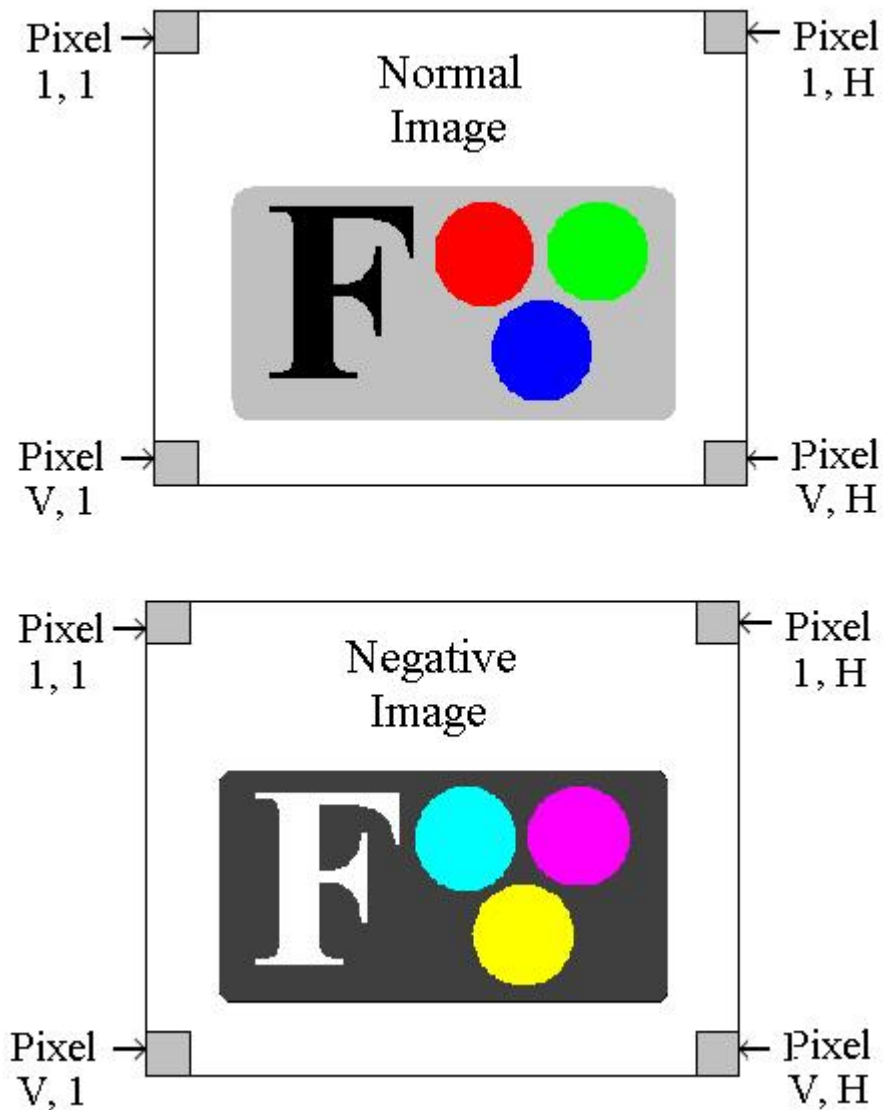 Pixel
1, 1
Normal
Image
Pixel
1, H
F
Pixel
V, 1
Pixel
V, H
Pixel
1, 1
Negative
Image
Pixel
1, H
F
Pixel
V, 1
Pixel
V, H